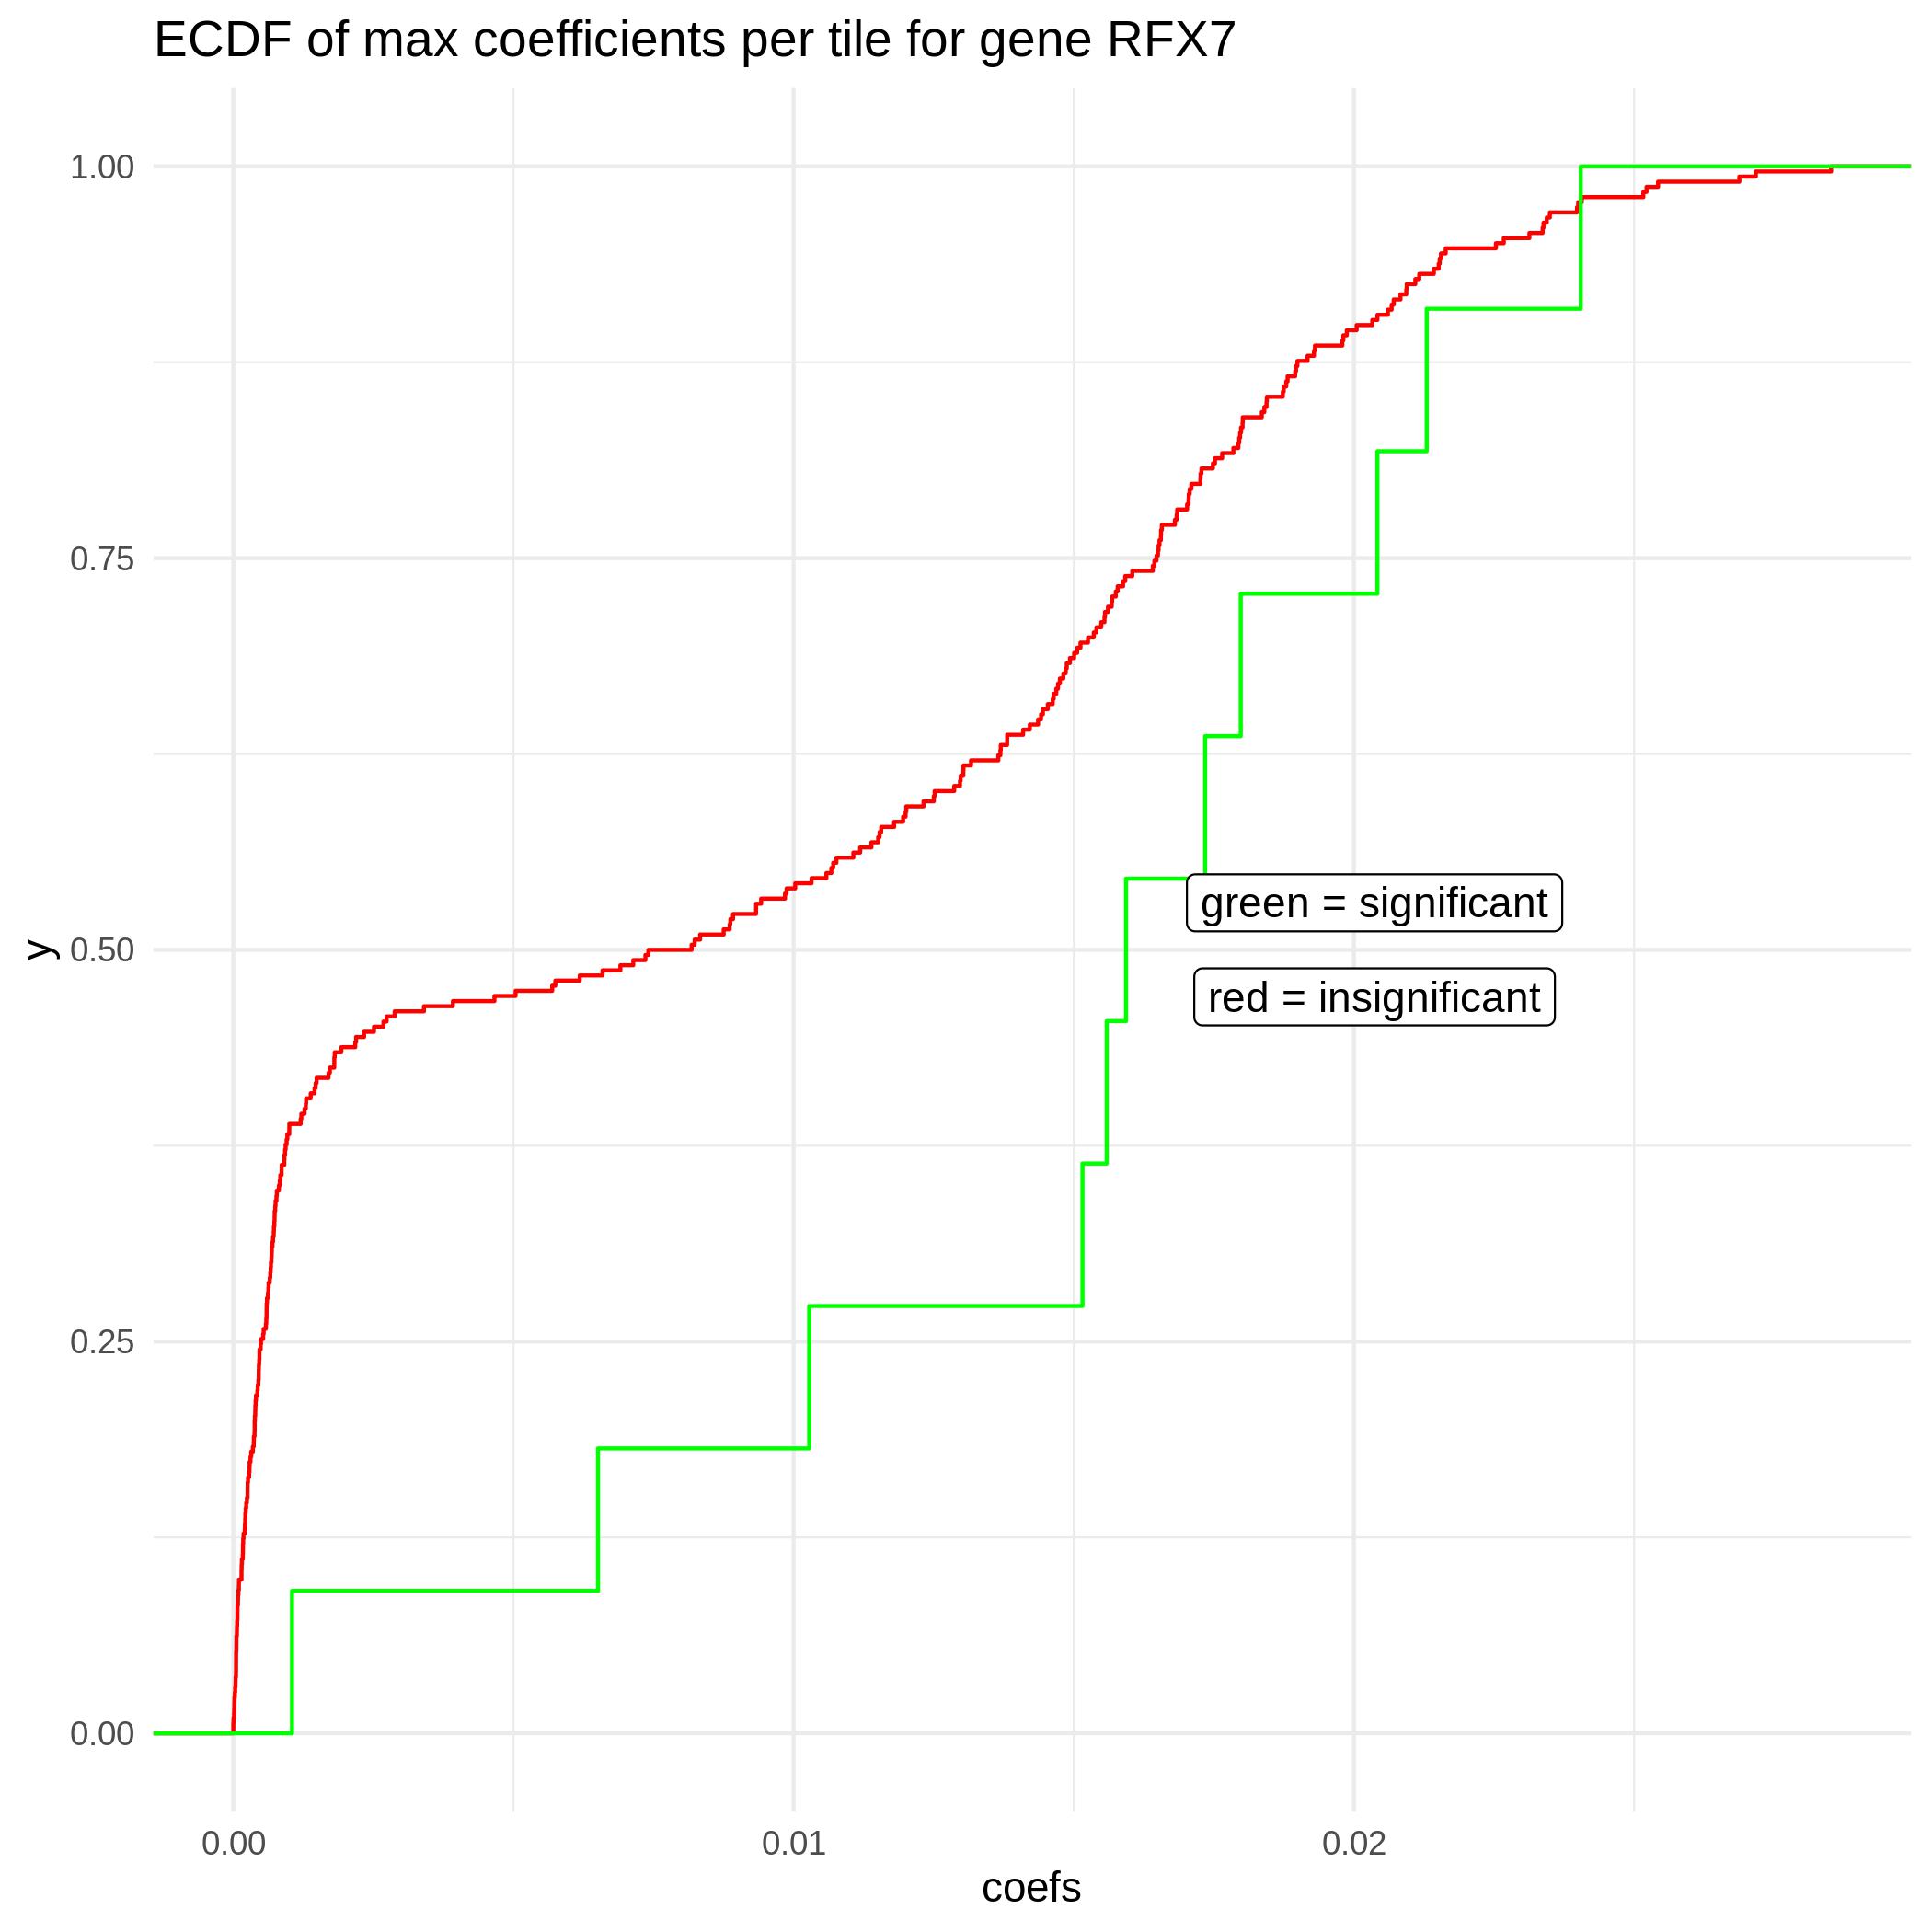 ECDF of max coefficients per tile for gene RFX7
1.00
0.75
0.50
0.25
0.00
y
green = significant
red = insignificant
0.00 0.01 0.02
coefs